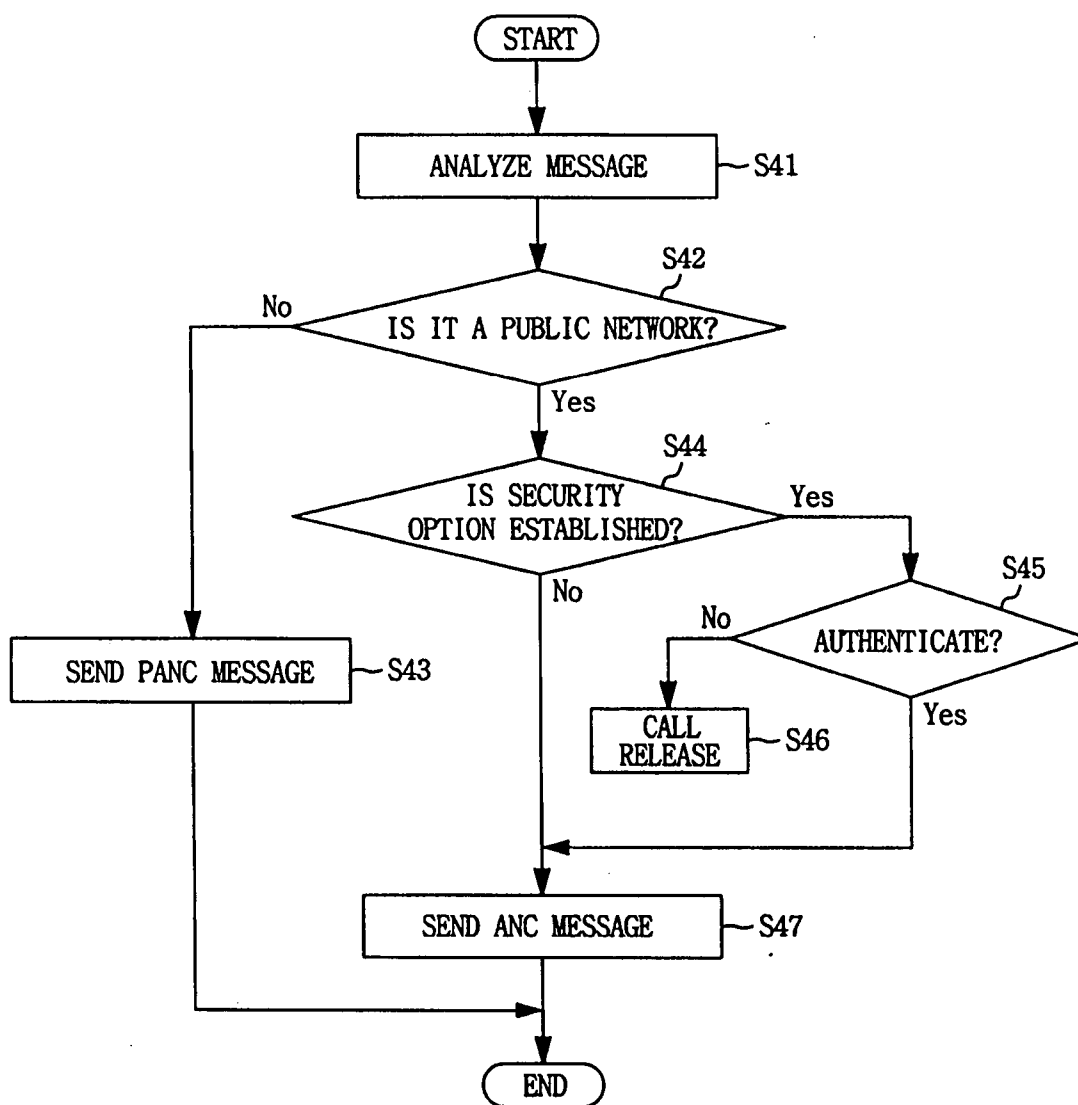 START
ANALYZE MESSAGE
S41
S42
No
IS IT A PUBLIC NETWORK?
Yes
S44
IS SECURITY
OPTION ESTABLISHED?
Yes
No
S45
No
AUTHENTICATE?
Yes
SEND PANC MESSAGE
S43
CALL
RELEASE
S46
SEND ANC MESSAGE
S47
END